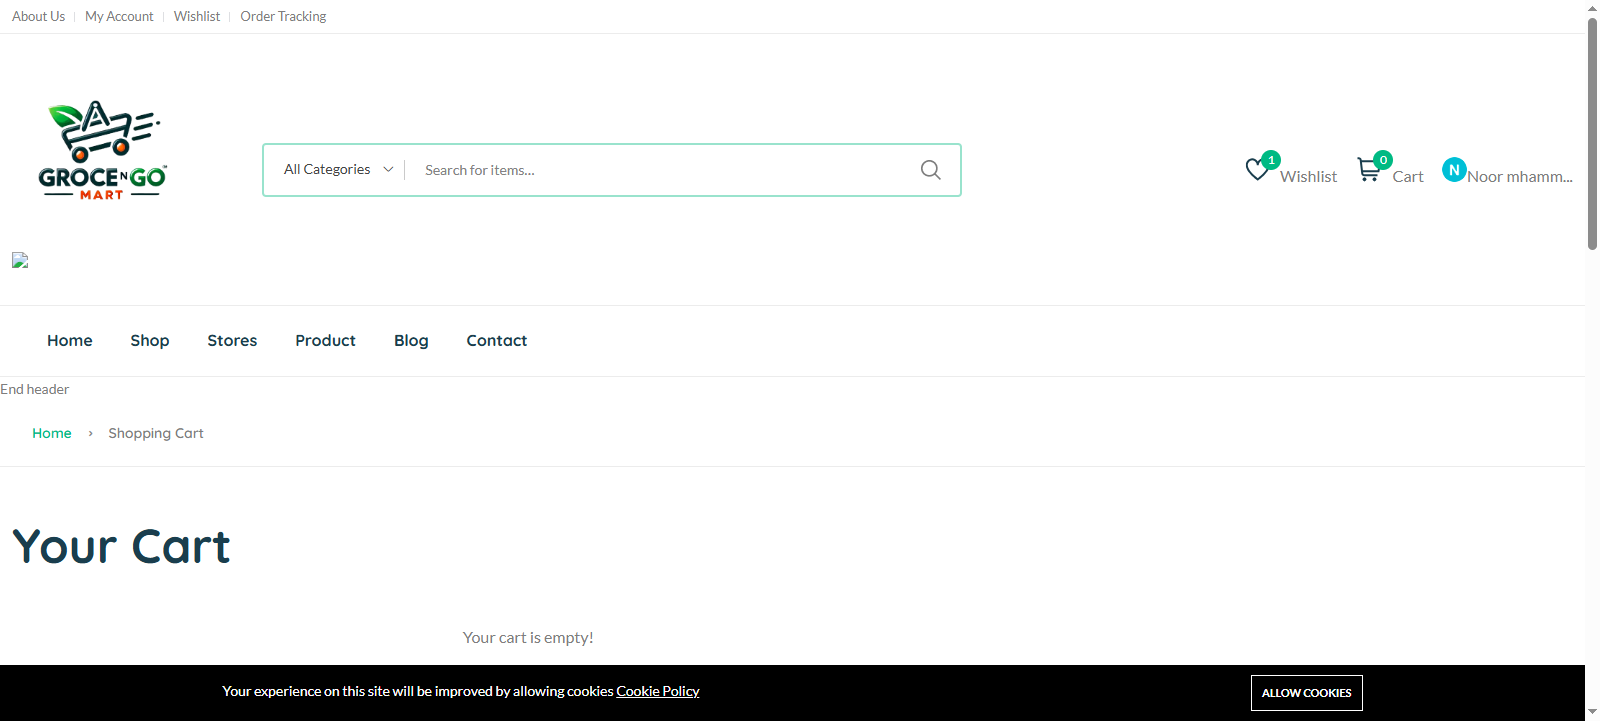 About Us My Account Wishlist Order Tracking
GROCE N GO™
MART
All Categories Search for items...
1 Wishlist 0 Cart N Noor mhamm...
Home Shop Stores Product Blog Contact
End header
Home › Shopping Cart
Your Cart
Your cart is empty!
Your experience on this site will be improved by allowing cookies Cookie Policy ALLOW COOKIES